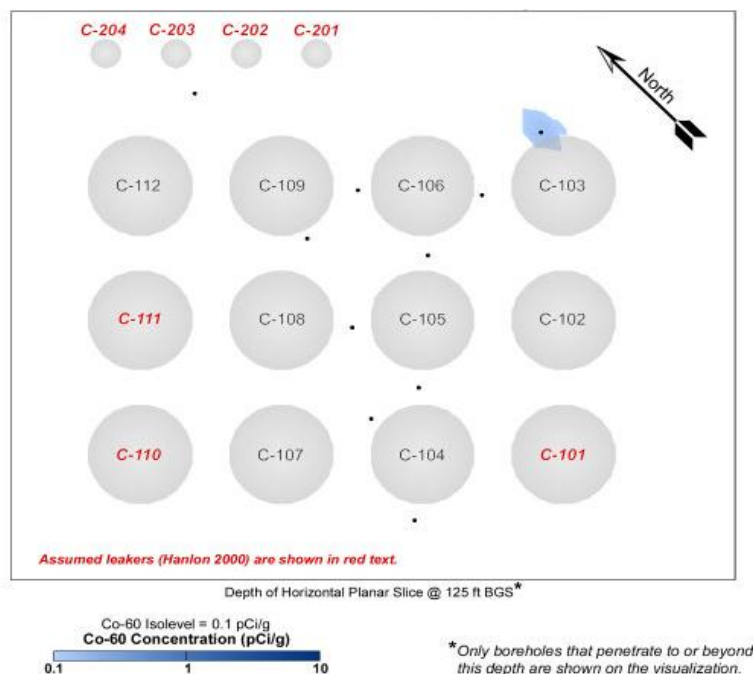 C-204 C-203 C-202 C-201
North
C-112 C-109 C-106 C-103
C-111 C-108 C-105 C-102
C-110 C-107 C-104 C-101
Assumed leakers (Hanlon 2000) are shown in red text.
Depth of Horizontal Planar Slice @ 125 ft BGS*
Co-60 Isolevel = 0.1 pCi/g
Co-60 Concentration (pCi/g)
0.1 1 10
*Only boreholes that penetrate to or beyond
this depth are shown on the visualization.